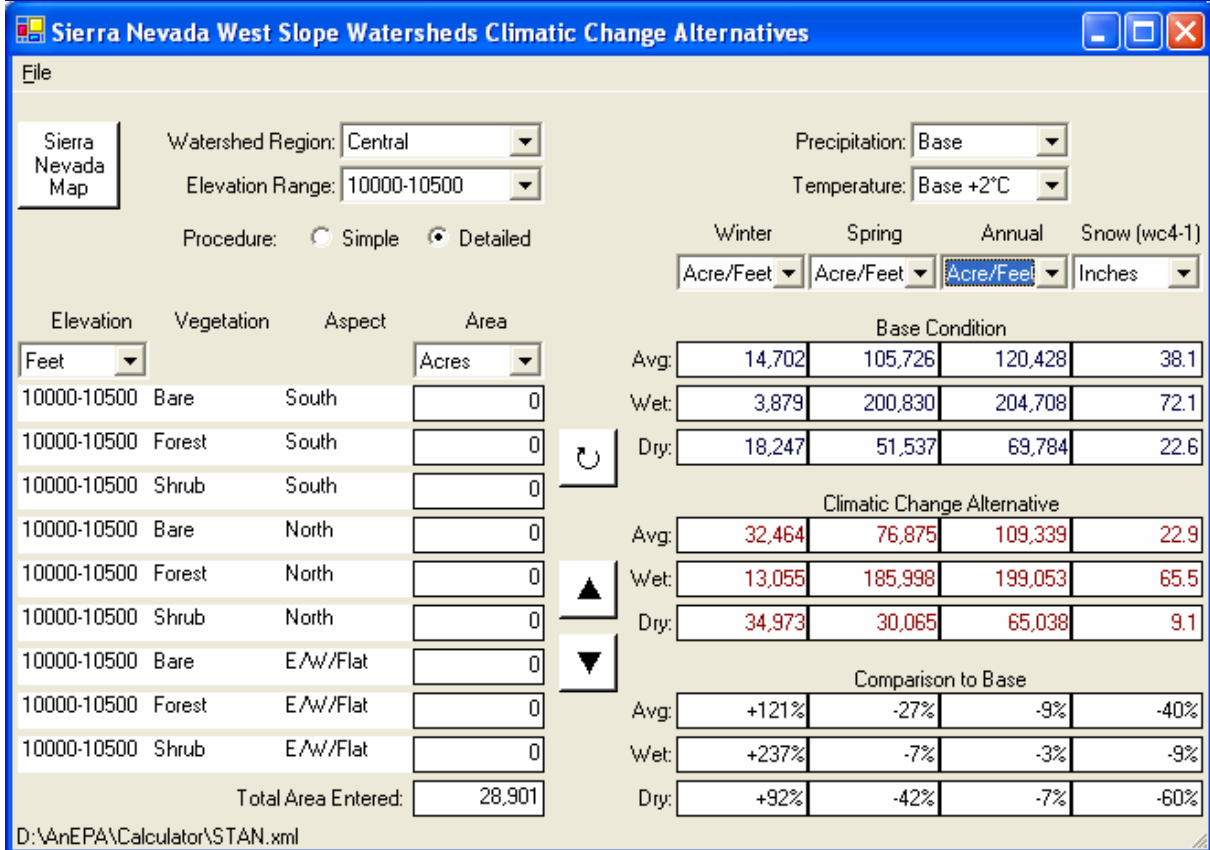 Sierra Nevada West Slope Watersheds Climatic Change Alternatives
File
Sierra Nevada Map
Watershed Region: Central
Elevation Range: 10000-10500
Procedure: Simple Detailed
Precipitation: Base
Temperature: Base +2°C
Winter Spring Annual Snow (wc4-1)
Acre/Feet Acre/Feet Acre/Feet Inches
Elevation Vegetation Aspect Area
Feet Acres
10000-10500 Bare South 0
10000-10500 Forest South 0
10000-10500 Shrub South 0
10000-10500 Bare North 0
10000-10500 Forest North 0
10000-10500 Shrub North 0
10000-10500 Bare E/W/Flat 0
10000-10500 Forest E/W/Flat 0
10000-10500 Shrub E/W/Flat 0
Total Area Entered: 28,901
Base Condition
Avg: 14,702 105,726 120,428 38.1
Wet: 3,879 200,830 204,708 72.1
Dry: 18,247 51,537 69,784 22.6
Climatic Change Alternative
Avg: 32,464 76,875 109,339 22.9
Wet: 13,055 185,998 199,053 65.5
Dry: 34,973 30,065 65,038 9.1
Comparison to Base
Avg: +121% -27% -9% -40%
Wet: +237% -7% -3% -9%
Dry: +92% -42% -7% -60%
D:\AnEPA\Calculator\STAN.xml